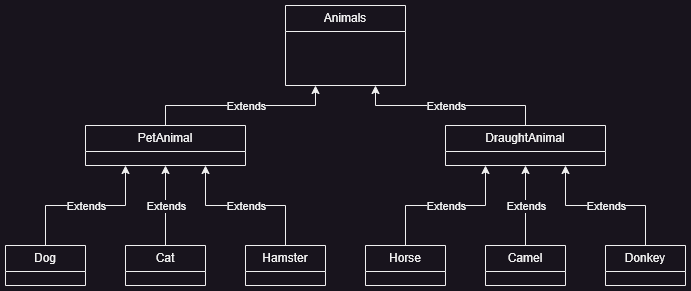 Animals
Extends
Extends
PetAnimal
DraughtAnimal
Extends
Extends
Extends
Extends
Extends
Extends
Dog
Cat
Hamster
Horse
Camel
Donkey